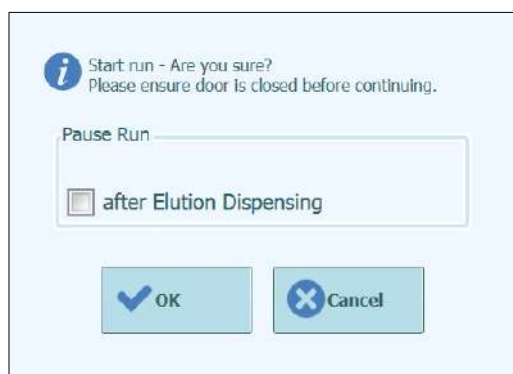 Start run - Are you sure?
Please ensure door is closed before continuing.
Pause Run
after Elution Dispensing
OK
Cancel